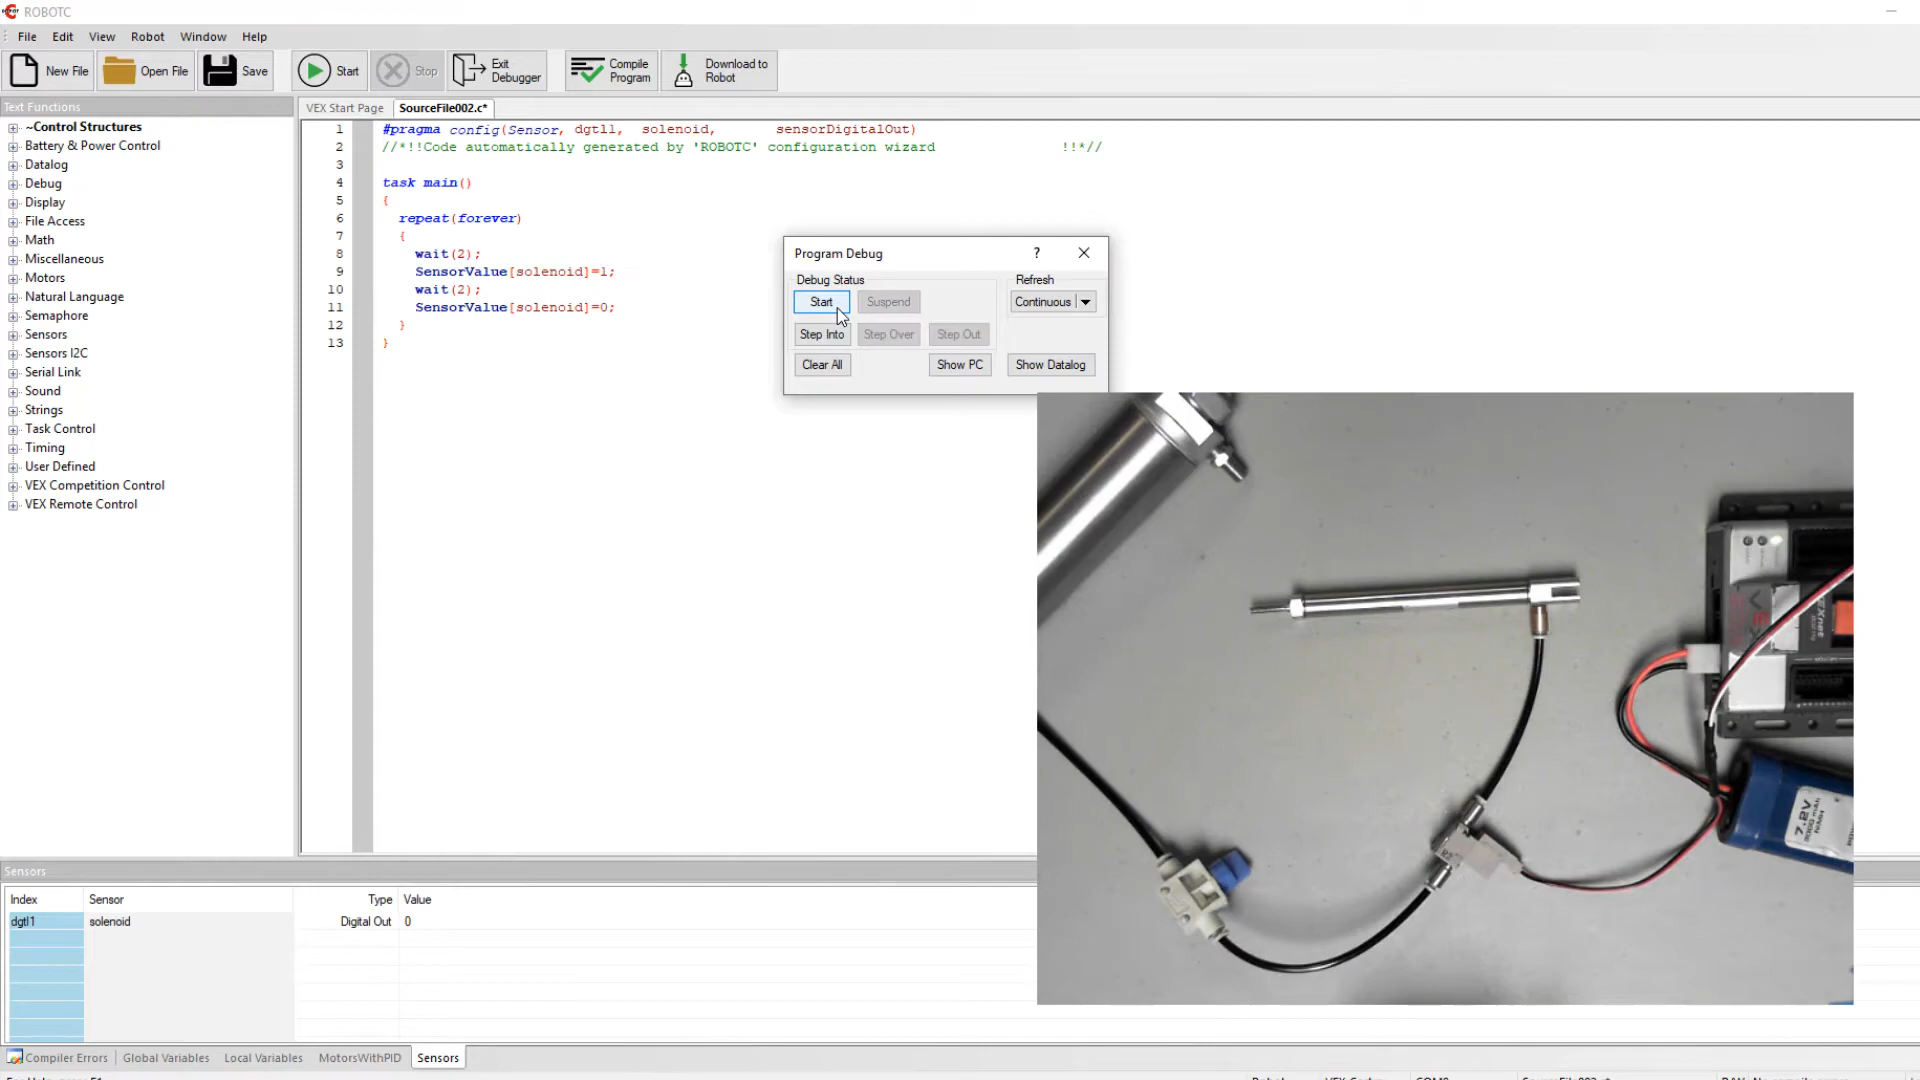 ROBOTC
File Edit View Robot Window Help
New File Open File Save Start Stop Exit Debugger Compile Program Download to Robot
Text Functions
VEX Start Page SourceFile002.c*
~Control Structures
Battery & Power Control
Datalog
Debug
Display
File Access
Math
Miscellaneous
Motors
Natural Language
Semaphore
Sensors
Sensors I2C
Serial Link
Sound
Strings
Task Control
Timing
User Defined
VEX Competition Control
VEX Remote Control
1 #pragma config(Sensor, dgtl1, solenoid, sensorDigitalOut)
2 //*!!Code automatically generated by 'ROBOTC' configuration wizard !!*//
3
4 task main()
5 {
6 repeat(forever)
7 {
8 wait(2);
9 SensorValue[solenoid]=1;
10 wait(2);
11 SensorValue[solenoid]=0;
12 }
13 }
Program Debug ?
Debug Status Refresh
Start Suspend Continuous
Step Into Step Over Step Out
Clear All Show PC Show Datalog
VEXnet
7.2V
NiMH
Sensors
Index Sensor Type Value
dgtl1 solenoid Digital Out 0
Compiler Errors Global Variables Local Variables MotorsWithPID Sensors